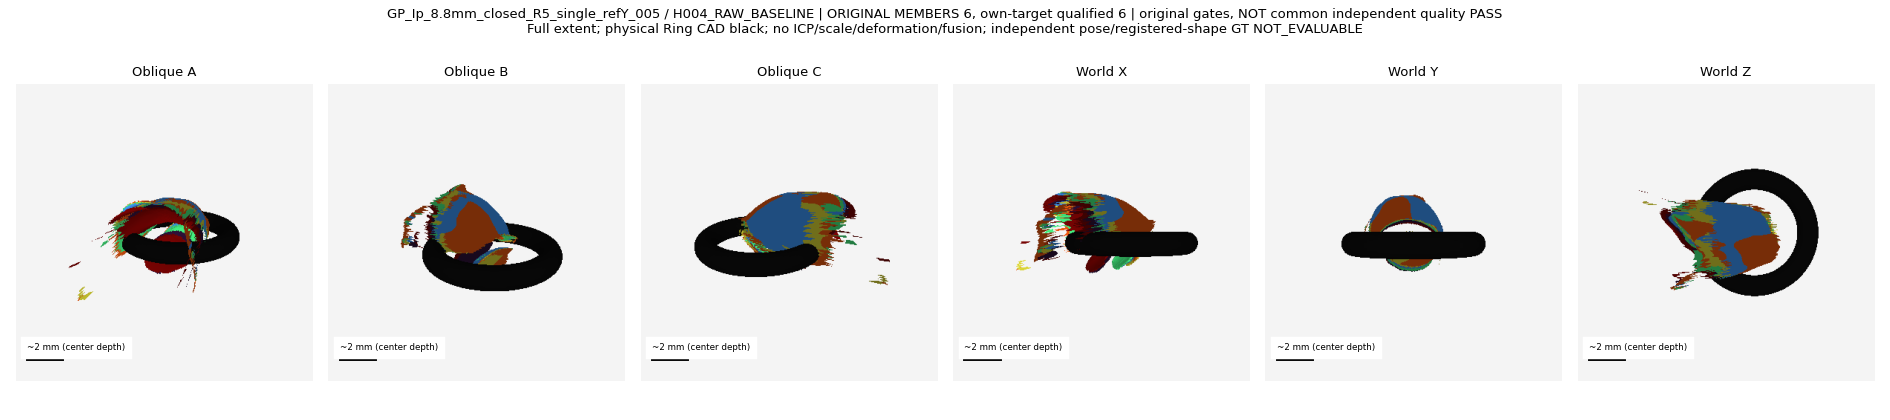 GP_Ip_8.8mm_closed_R5_single_refY_005 / H004_RAW_BASELINE | ORIGINAL MEMBERS 6, own-target qualified 6 | original gates, NOT common independent quality PASS
Full extent; physical Ring CAD black; no ICP/scale/deformation/fusion; independent pose/registered-shape GT NOT_EVALUABLE
Oblique A Oblique B Oblique C World X World Y World Z
~2 mm (center depth) ~2 mm (center depth) ~2 mm (center depth) ~2 mm (center depth) ~2 mm (center depth) ~2 mm (center depth)